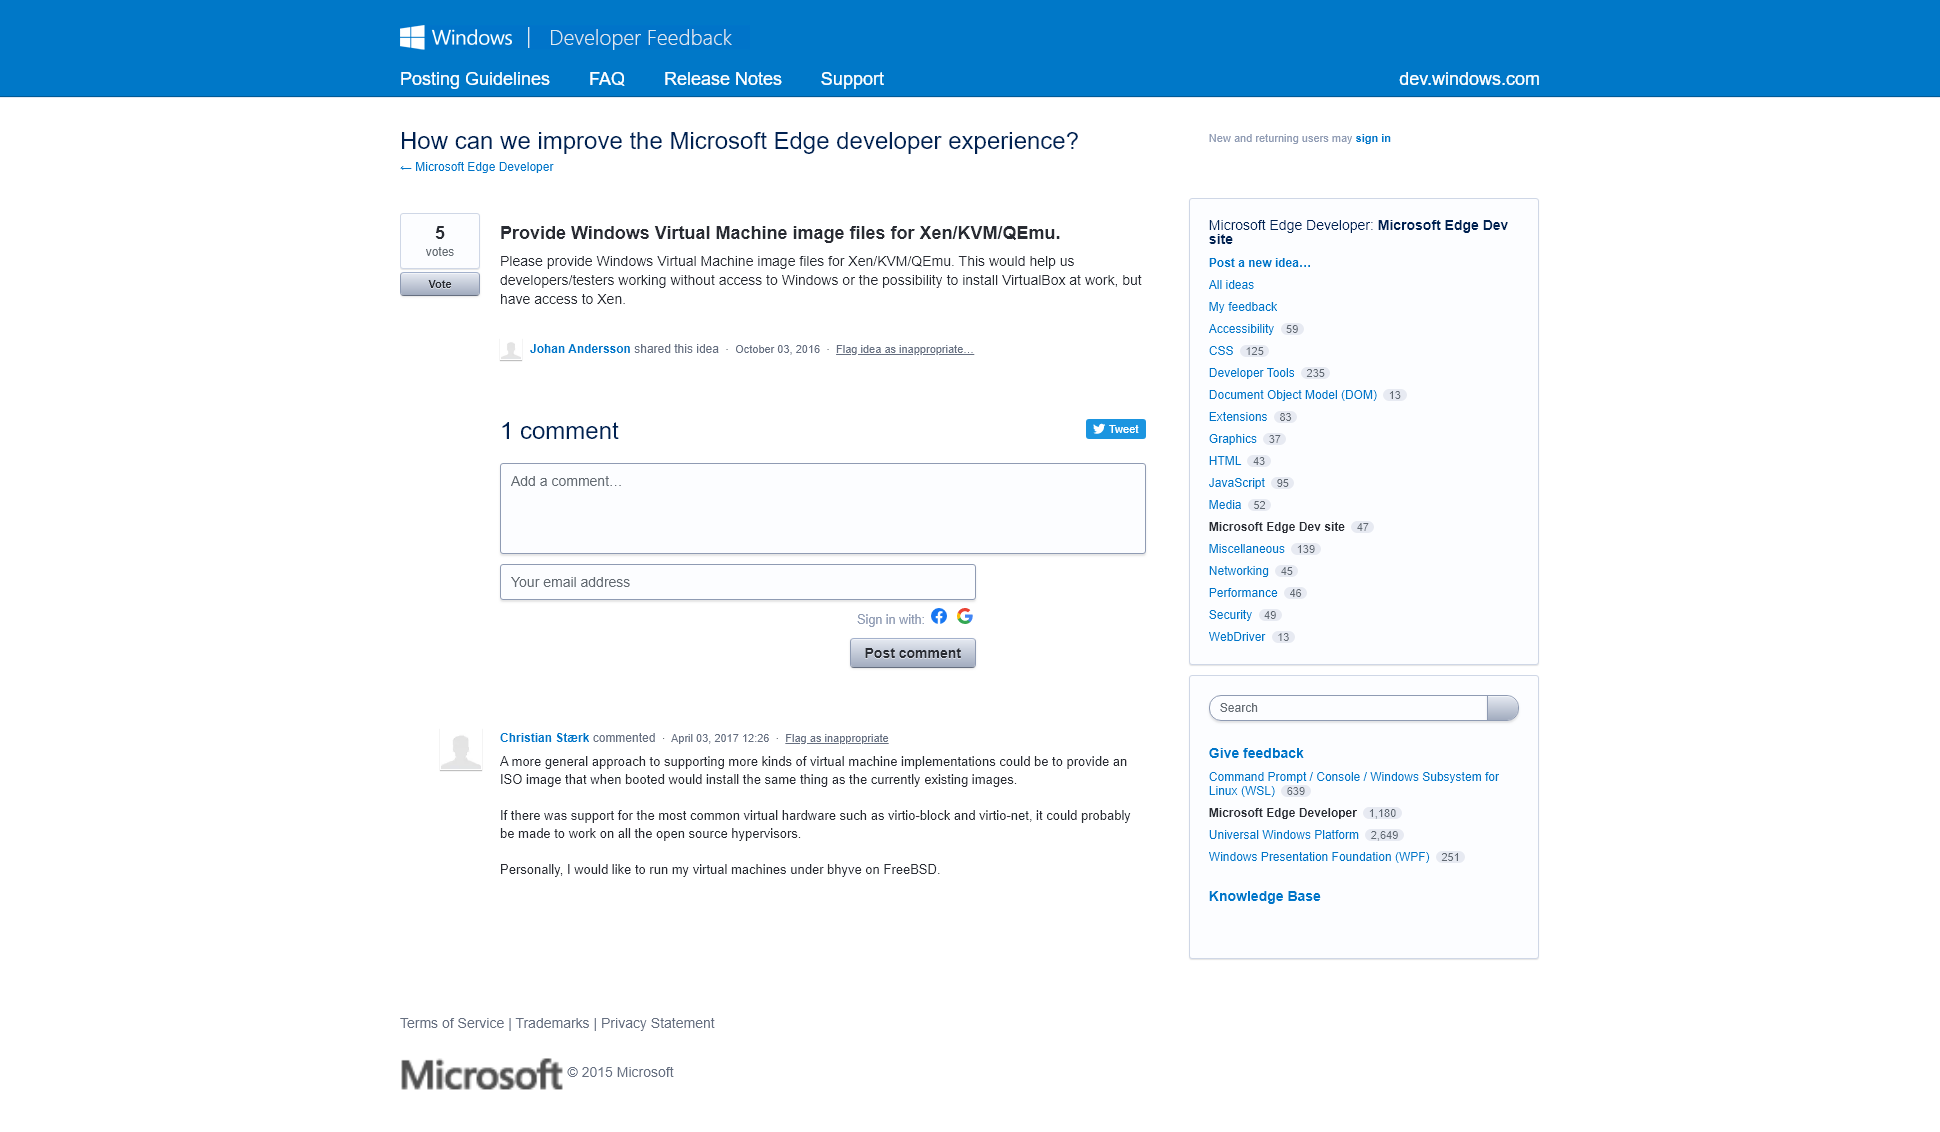 Windows | Developer Feedback
Posting Guidelines FAQ Release Notes Support dev.windows.com
How can we improve the Microsoft Edge developer experience?
← Microsoft Edge Developer
New and returning users may sign in
5
votes
Vote
Provide Windows Virtual Machine image files for Xen/KVM/QEmu.
Please provide Windows Virtual Machine image files for Xen/KVM/QEmu. This would help us
developers/testers working without access to Windows or the possibility to install VirtualBox at work, but
have access to Xen.
Johan Andersson shared this idea · October 03, 2016 · Flag idea as inappropriate…
1 comment
Tweet
Add a comment…
Your email address
Sign in with:
Post comment
Christian Stærk commented · April 03, 2017 12:26 · Flag as inappropriate
A more general approach to supporting more kinds of virtual machine implementations could be to provide an
ISO image that when booted would install the same thing as the currently existing images.
If there was support for the most common virtual hardware such as virtio-block and virtio-net, it could probably
be made to work on all the open source hypervisors.
Personally, I would like to run my virtual machines under bhyve on FreeBSD.
Microsoft Edge Developer: Microsoft Edge Dev
site
Post a new idea…
All ideas
My feedback
Accessibility 59
CSS 125
Developer Tools 235
Document Object Model (DOM) 13
Extensions 83
Graphics 37
HTML 43
JavaScript 95
Media 52
Microsoft Edge Dev site 47
Miscellaneous 139
Networking 45
Performance 46
Security 49
WebDriver 13
Search
Give feedback
Command Prompt / Console / Windows Subsystem for
Linux (WSL) 639
Microsoft Edge Developer 1,180
Universal Windows Platform 2,649
Windows Presentation Foundation (WPF) 251
Knowledge Base
Terms of Service | Trademarks | Privacy Statement
Microsoft © 2015 Microsoft